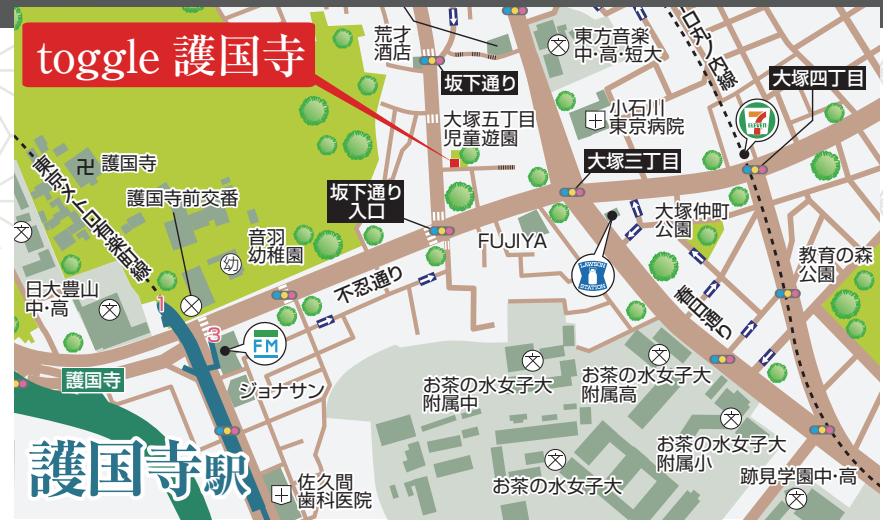 toggle 護国寺
荒才
酒店
坂下通り
東方音楽
中・高・短大
口丸ノ内線
大塚四丁目
7
ELEVEN
大塚五丁目
児童遊園
小石川
東京病院
大塚三丁目
護国寺
東京メトロ有楽町線
護国寺前交番
坂下通り
入口
音羽
幼稚園
幼
FUJIYA
大塚仲町
公園
LAWSON
STATION
教育の森
公園
日大豊山
中・高
文
不忍通り
春日通り
1
3
FM
ジョナサン
護国寺
お茶の水女子大
附属中
お茶の水女子大
附属高
お茶の水女子大
附属小
護国寺駅
佐久間
歯科医院
お茶の水女子大
跡見学園中・高